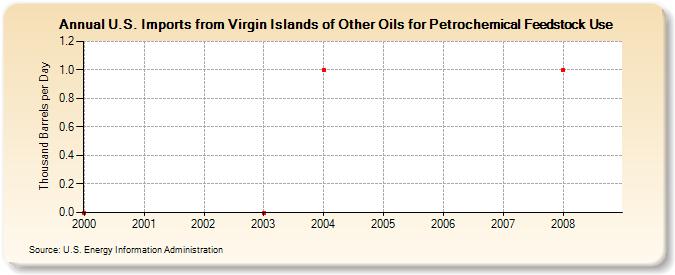 Annual U.S. Imports from Virgin Islands of Other Oils for Petrochemical Feedstock Use
Thousand Barrels per Day
1.2
1.0
0.8
0.6
0.4
0.2
0.0
2000 2001 2002 2003 2004 2005 2006 2007 2008
Source: U.S. Energy Information Administration